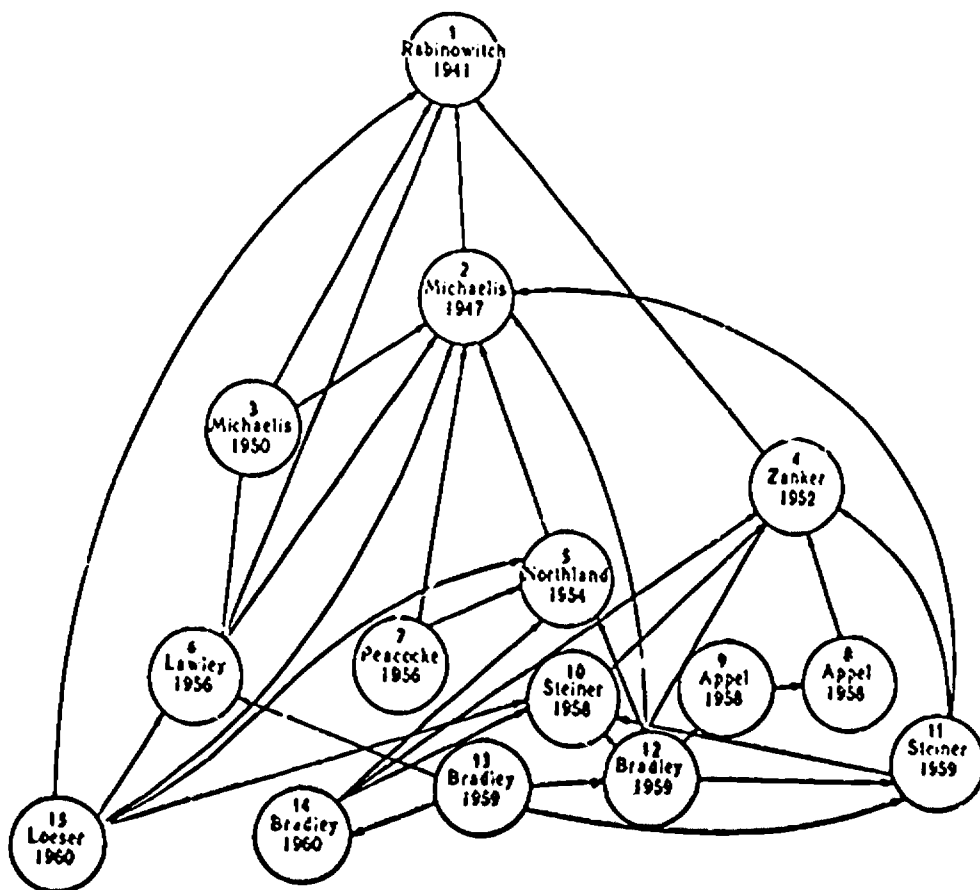 1
Rabinowitch
1941
2
Michaelis
1947
3
Michaelis
1950
4
Zanker
1952
5
Northland
1954
6
Lawley
1956
7
Peacocke
1956
10
Steiner
1958
9
Appel
1958
8
Appel
1958
11
Steiner
1959
12
Bradley
1959
13
Bradley
1959
14
Bradley
1960
15
Loeser
1960